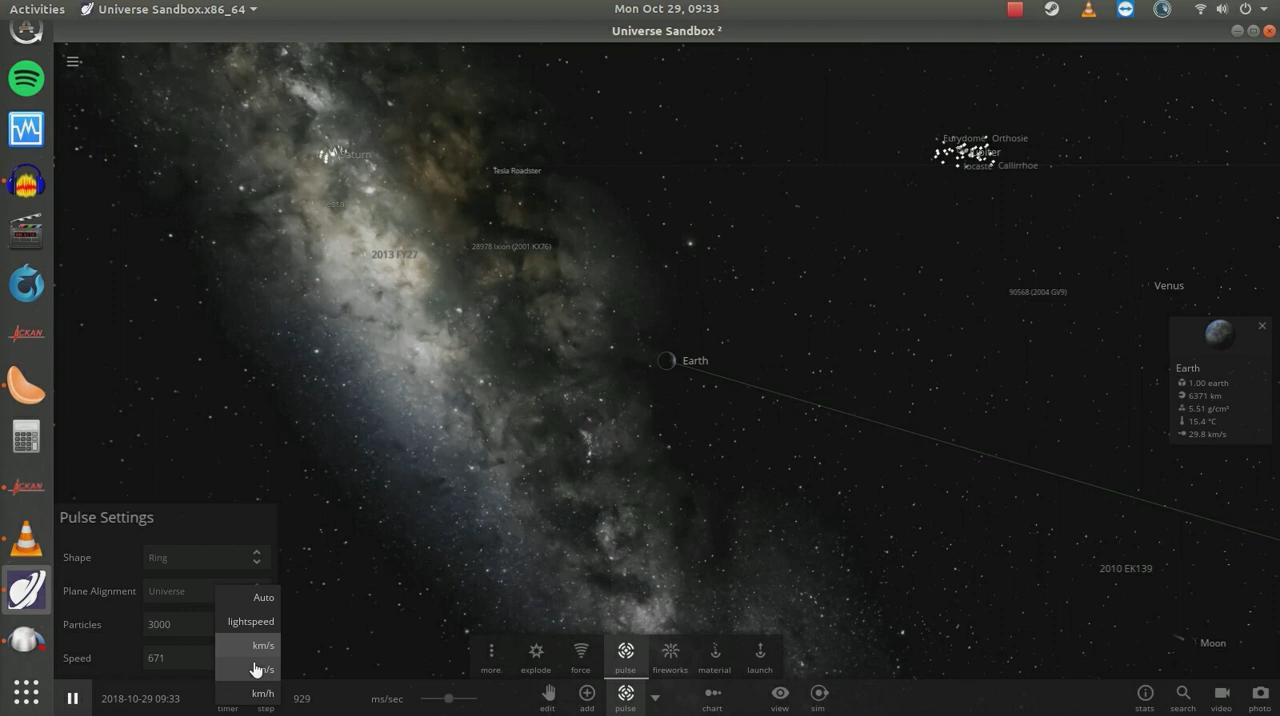 Activities
Universe Sandbox.x86_64
Mon Oct 29, 09:33
Universe Sandbox ²
Eurydome Orthosie
Saturn
Callirrhoe
Tesla Roadster
28978 Ixion (2001 KX76)
2013 FY27
Venus
90568 (2004 GV9)
Earth
Earth
1.00 earth
6371 km
5.51 g/cm³
15.4 °C
29.8 km/s
CKAN
CKAN
Pulse Settings
Shape
Ring
Plane Alignment
Universe
Particles
3000
Speed
671
Auto
lightspeed
km/s
km/h
2010 EK139
Moon
more.
explode
force
pulse
fireworks
material
launch
2018-10-29 09:33
929
ms/sec
timer
step
edit
add
pulse
chart
view
sim
stats
search
video
photo